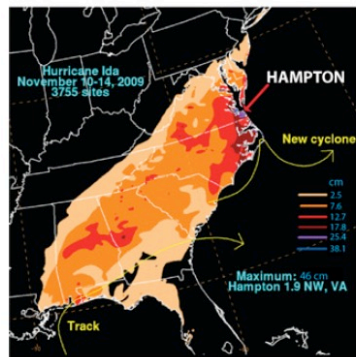 Hurricane Ida
November 10-14, 2009
3755 sites
HAMPTON
New cyclone
cm
2.5
7.6
12.7
17.8
25.4
38.1
Maximum: 46 cm
Hampton 1.9 NW, VA
Track